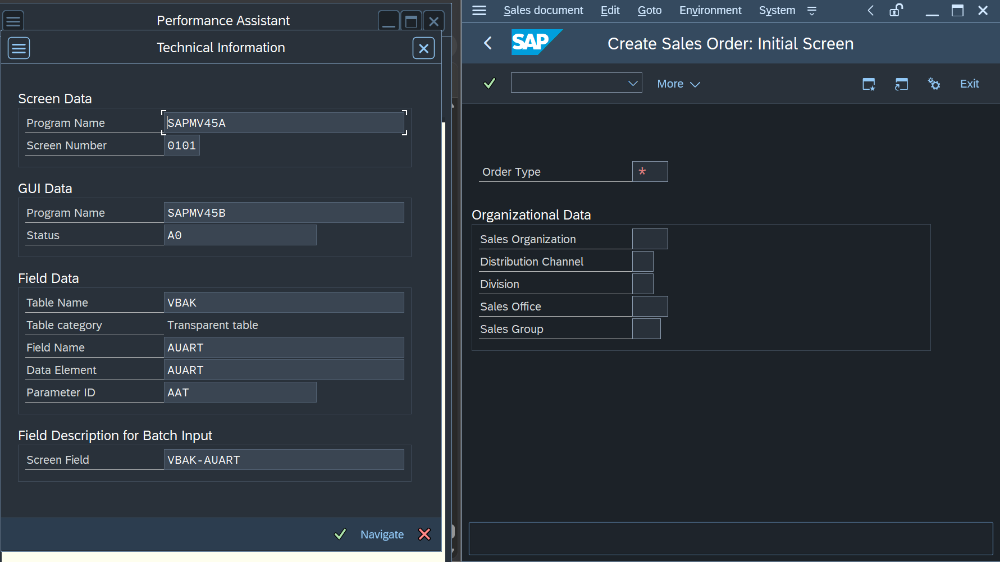 Performance Assistant
Technical Information
Screen Data
Program Name SAPMV45A
Screen Number 0101
GUI Data
Program Name SAPMV45B
Status A0
Field Data
Table Name VBAK
Table category Transparent table
Field Name AUART
Data Element AUART
Parameter ID AAT
Field Description for Batch Input
Screen Field VBAK-AUART
Navigate
Sales document Edit Goto Environment System
SAP Create Sales Order: Initial Screen
More Exit
Order Type *
Organizational Data
Sales Organization
Distribution Channel
Division
Sales Office
Sales Group